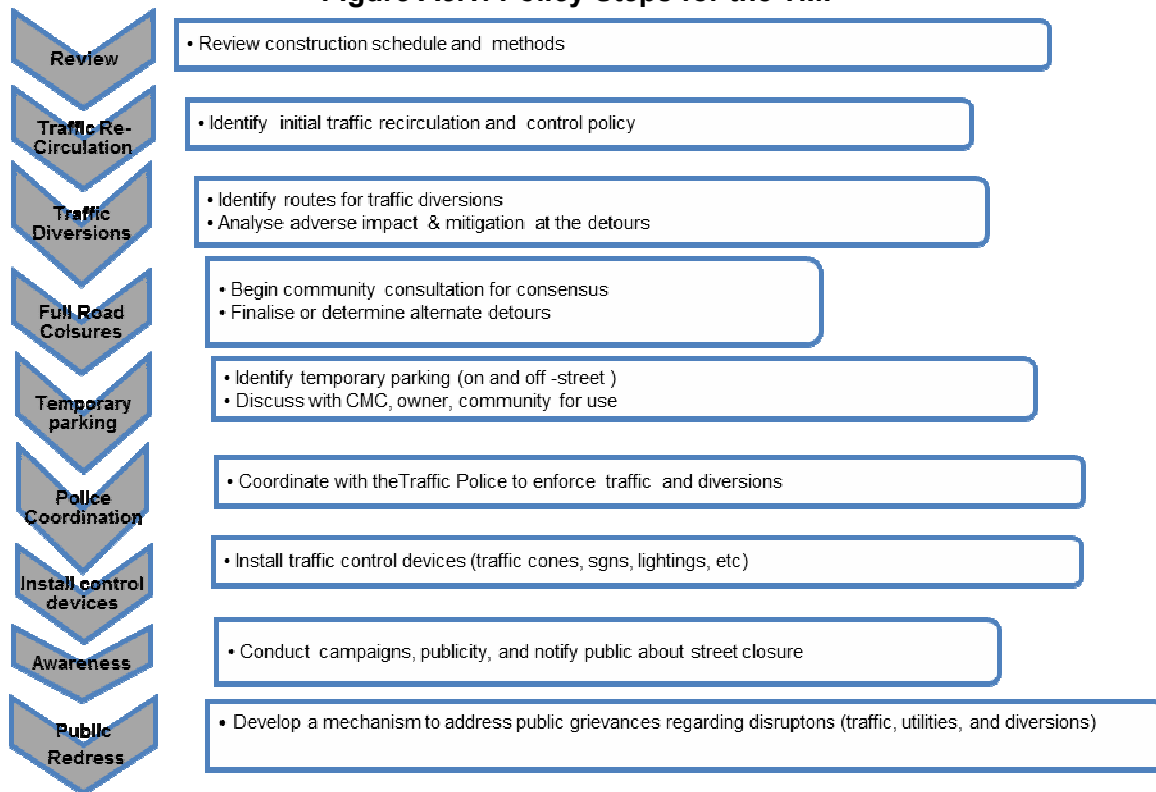 Figure Policy Steps for the
Review
• Review construction schedule and methods
Traffic Re-
Circulation
• Identify initial traffic recirculation and control policy
Traffic
Diversions
• Identify routes for traffic diversions
• Analyse adverse impact & mitigation at the detours
Full Road
Colsures
• Begin community consultation for consensus
• Finalise or determine alternate detours
Temporary
parking
• Identify temporary parking (on and off -street )
• Discuss with CMC, owner, community for use
Police
Coordination
• Coordinate with theTraffic Police to enforce traffic and diversions
Install control
devices
• Install traffic control devices (traffic cones, sgns, lightings, etc)
Awareness
• Conduct campaigns, publicity, and notify public about street closure
Public
Redress
• Develop a mechanism to address public grievances regarding disruptons (traffic, utilities, and diversions)